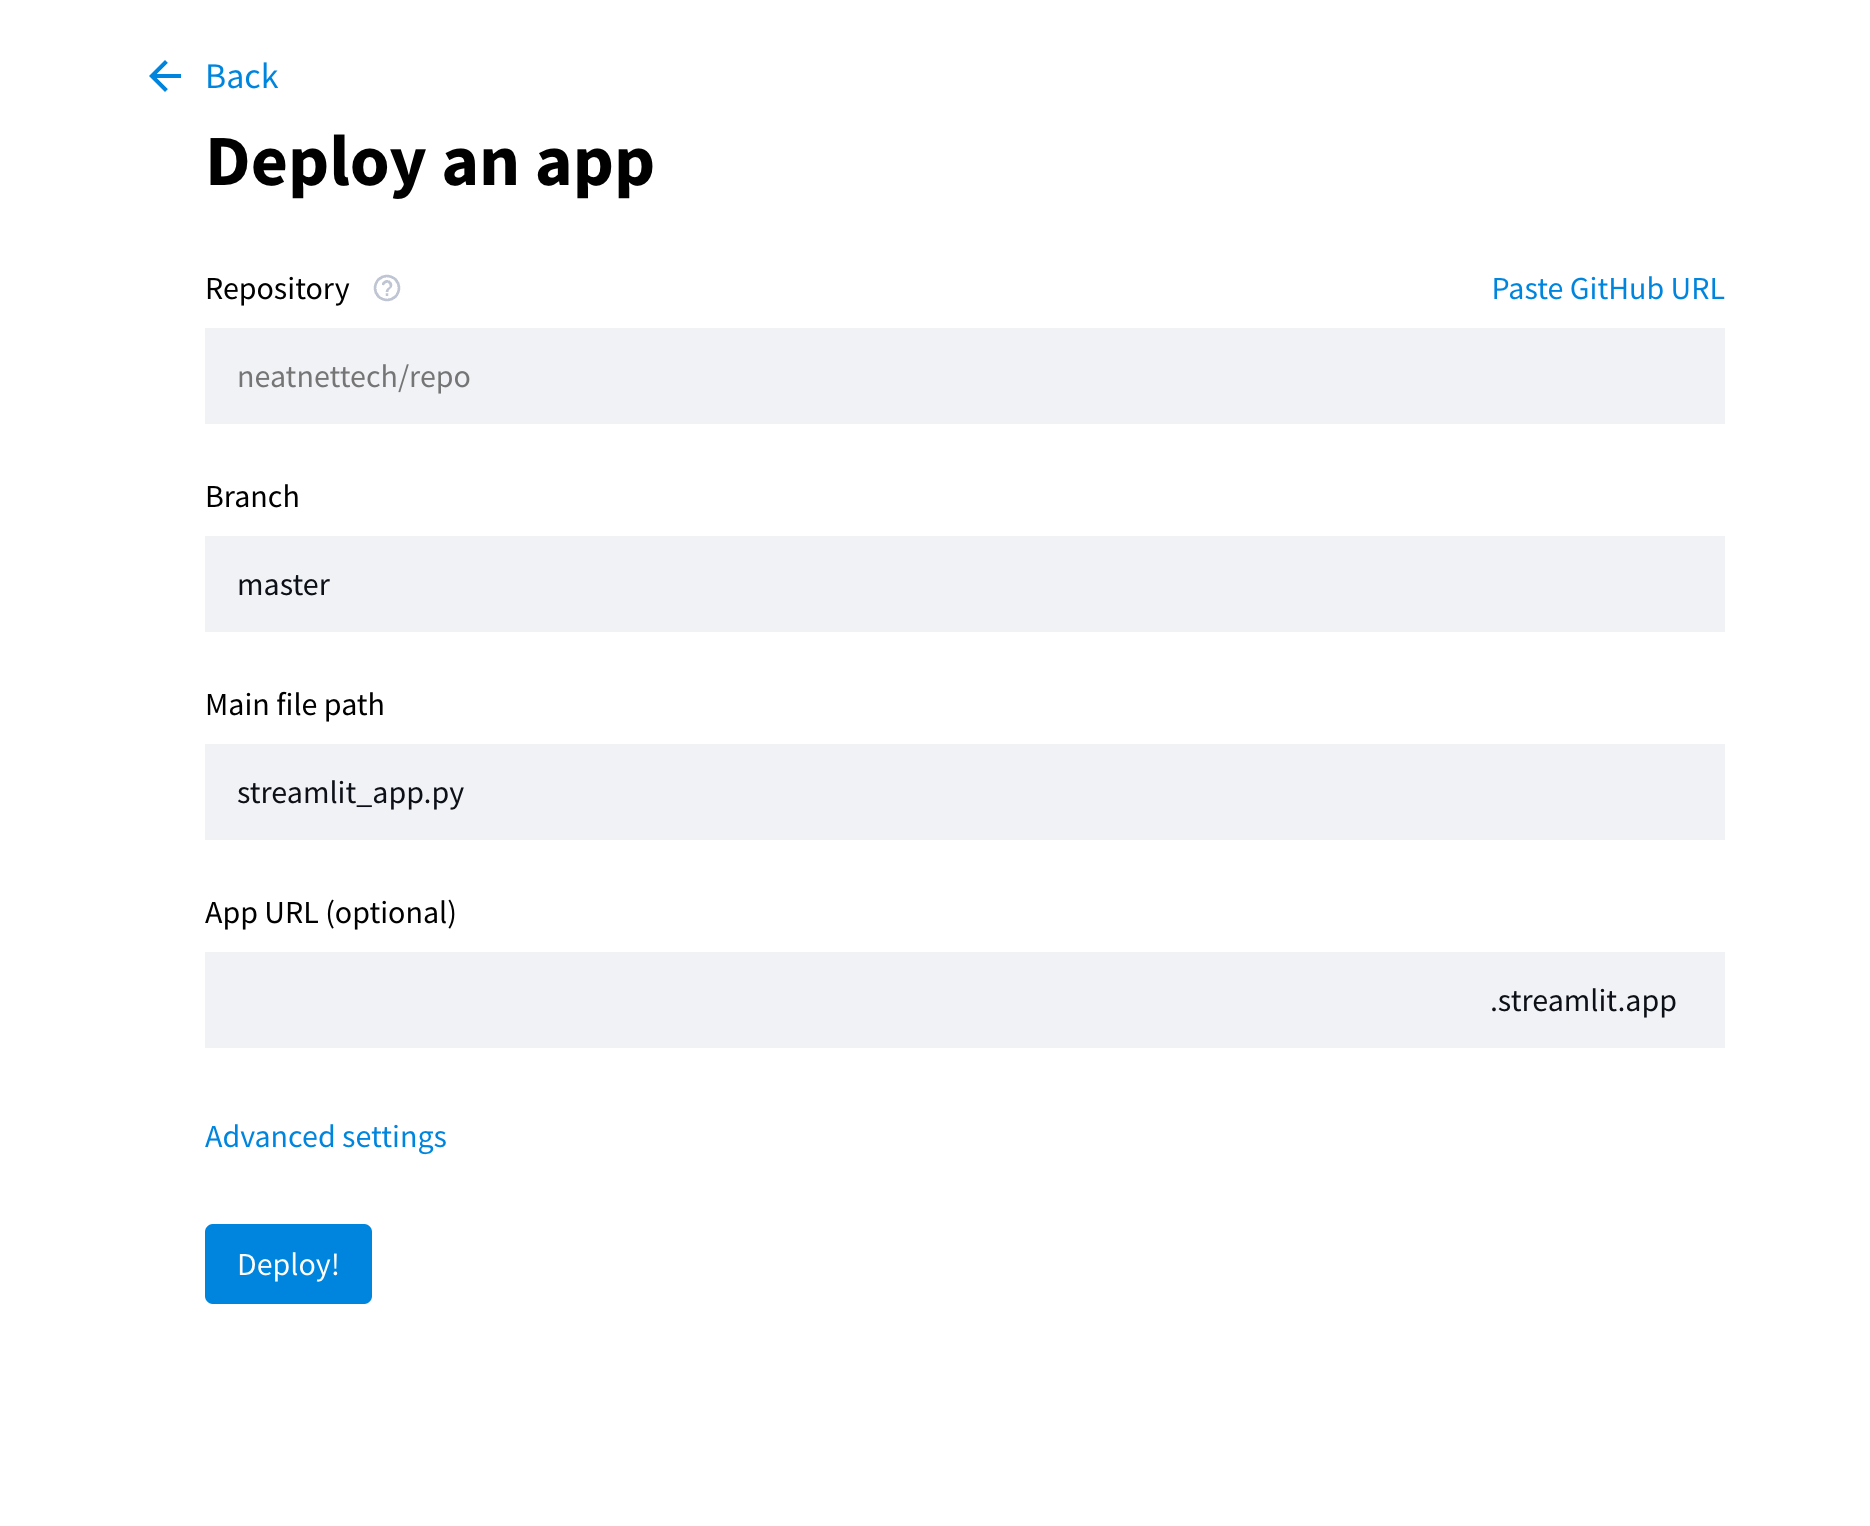 Back
Deploy an app
Repository Paste GitHub URL
neatnettech/repo
Branch
master
Main file path
streamlit_app.py
App URL (optional)
.streamlit.app
Advanced settings
Deploy!